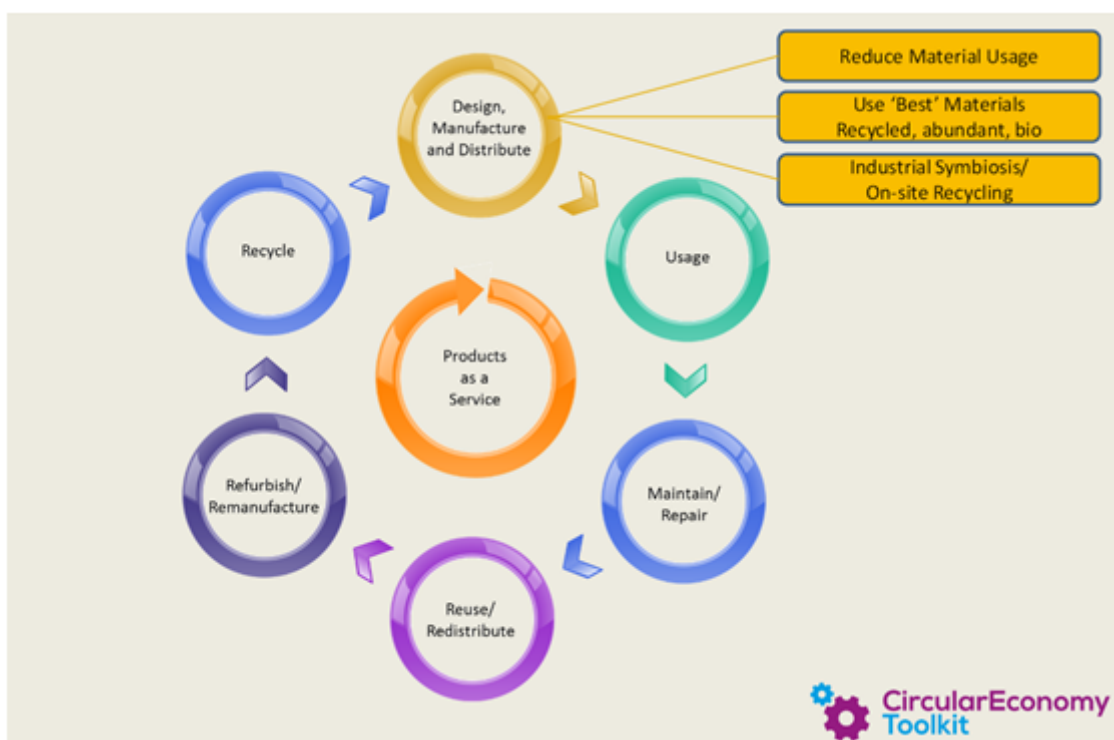 Design,
Manufacture
and Distribute
Reduce Material Usage
Use ‘Best’ Materials
Recycled, abundant, bio
Industrial Symbiosis/
On-site Recycling
Recycle
Usage
Products
as a
Service
Refurbish/
Remanufacture
Maintain/
Repair
Reuse/
Redistribute
CircularEconomy
Toolkit